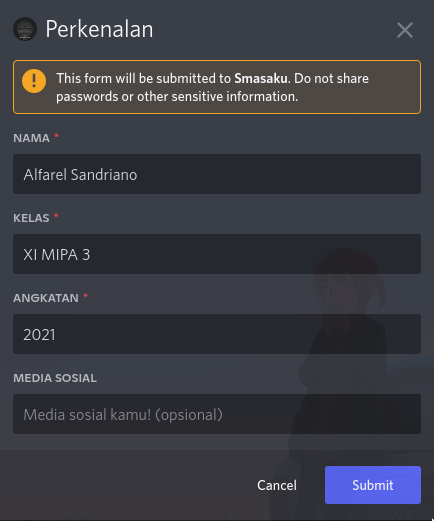 Perkenalan
This form will be submitted to Smasaku. Do not share
passwords or other sensitive information.
NAMA *
Alfarel Sandriano
KELAS *
XI MIPA 3
ANGKATAN *
2021
MEDIA SOSIAL
Media sosial kamu! (opsional)
Cancel Submit